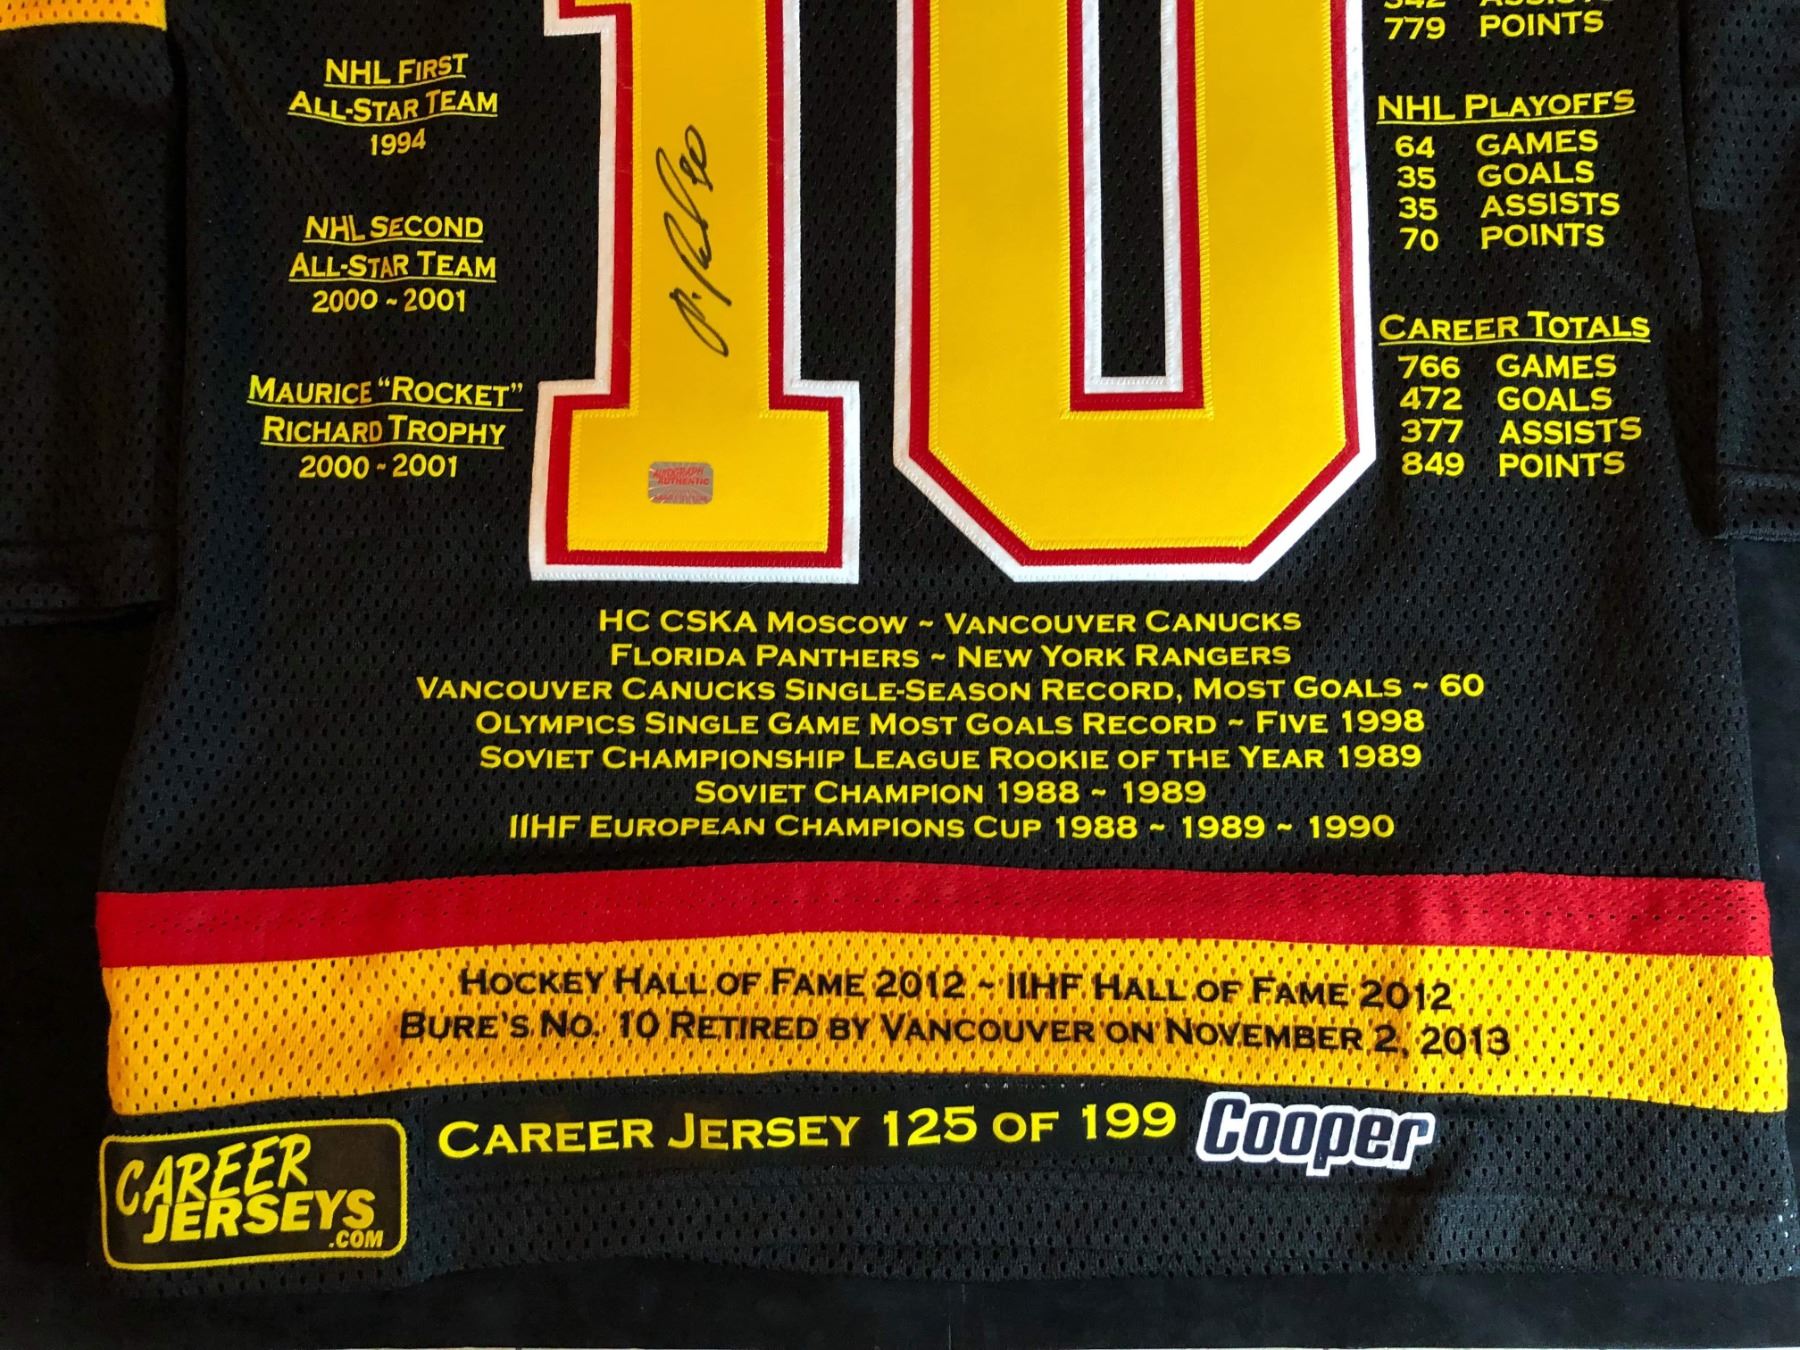 NHL FIRST
ALL-STAR TEAM
1994
NHL SECOND
ALL-STAR TEAM
2000 ~ 2001
MAURICE "ROCKET"
RICHARD TROPHY
2000 ~ 2001
10
AUTOGRAPH
AUTHENTIC
342 ASSISTS
779 POINTS
NHL PLAYOFFS
64 GAMES
35 GOALS
35 ASSISTS
70 POINTS
CAREER TOTALS
766 GAMES
472 GOALS
377 ASSISTS
849 POINTS
HC CSKA MOSCOW ~ VANCOUVER CANUCKS
FLORIDA PANTHERS ~ NEW YORK RANGERS
VANCOUVER CANUCKS SINGLE-SEASON RECORD, MOST GOALS ~ 60
OLYMPICS SINGLE GAME MOST GOALS RECORD ~ FIVE 1998
SOVIET CHAMPIONSHIP LEAGUE ROOKIE OF THE YEAR 1989
SOVIET CHAMPION 1988 ~ 1989
IIHF EUROPEAN CHAMPIONS CUP 1988 ~ 1989 ~ 1990
HOCKEY HALL OF FAME 2012 ~ IIHF HALL OF FAME 2012
BURE'S NO. 10 RETIRED BY VANCOUVER ON NOVEMBER 2, 2013
CAREER JERSEY 125 OF 199 Cooper
CAREER
JERSEYS
.COM